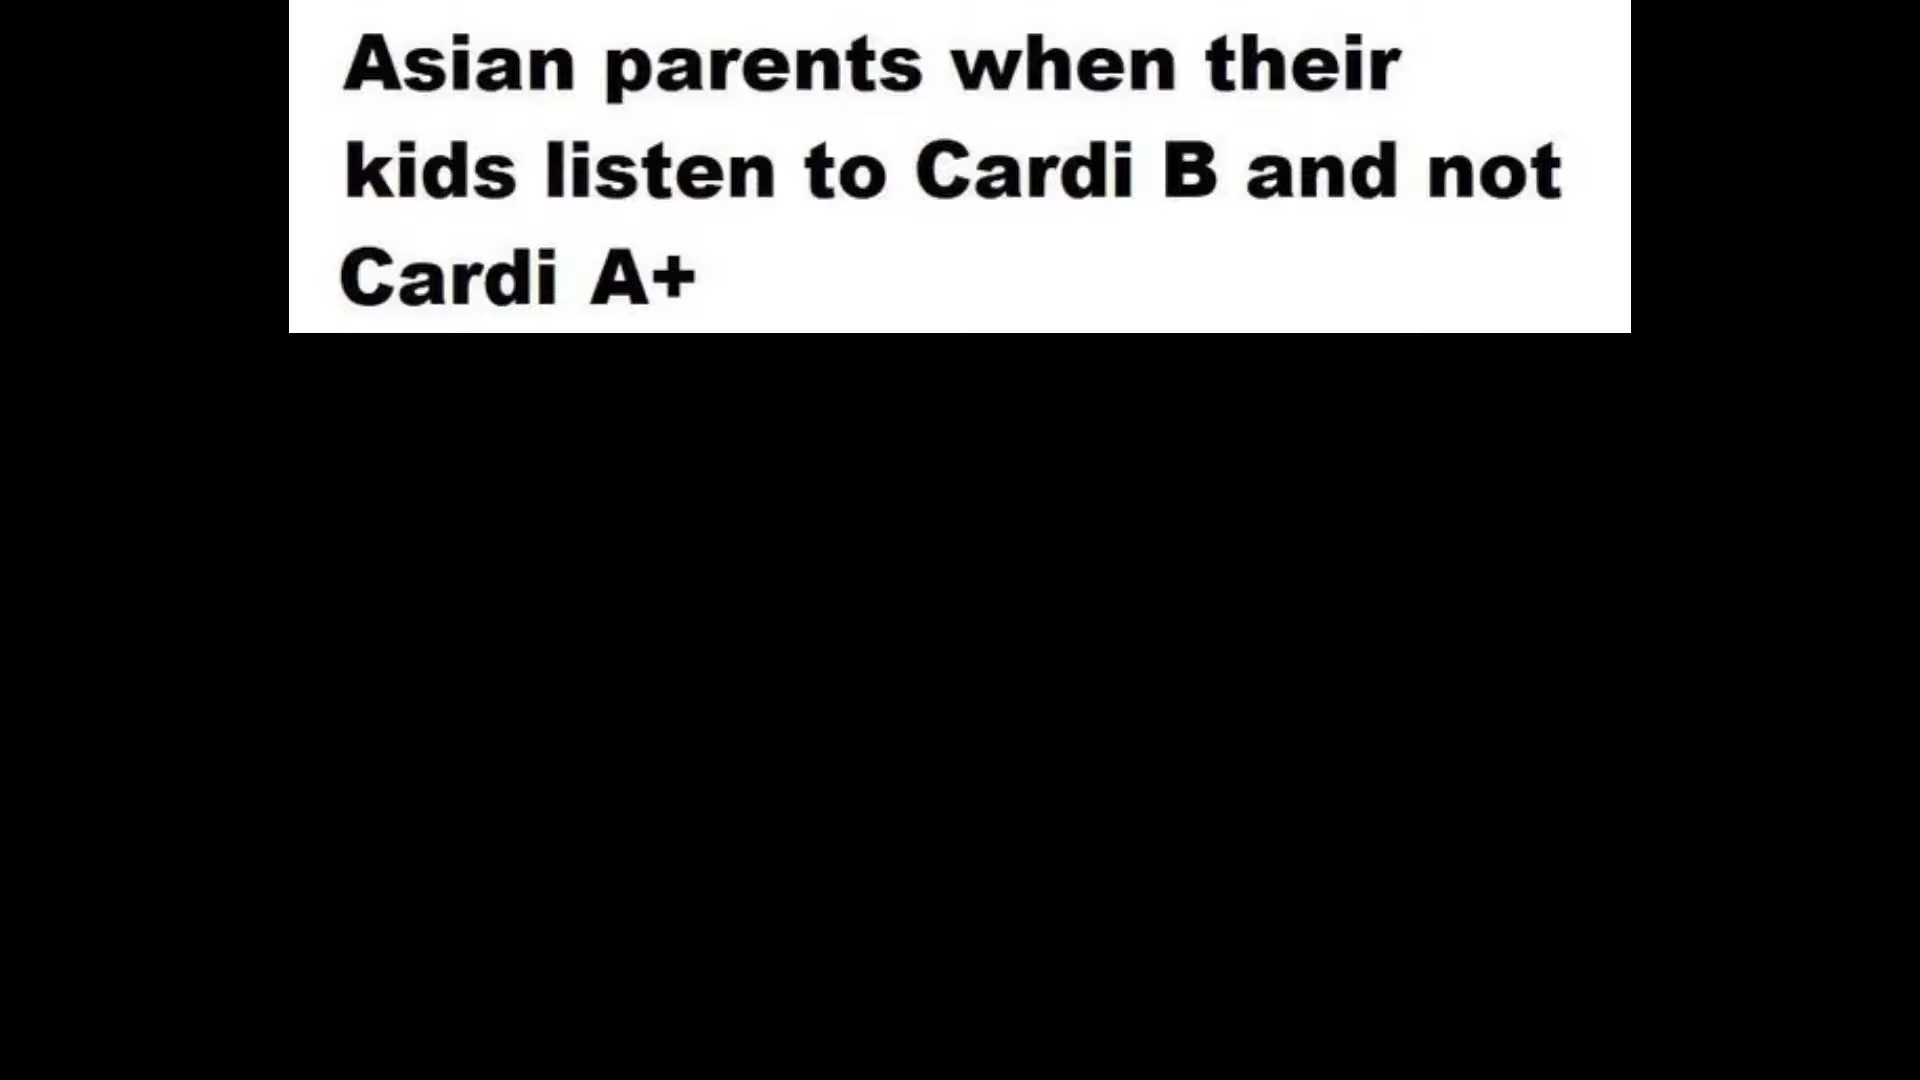 Asian parents when their
kids listen to Cardi B and not
Cardi A+